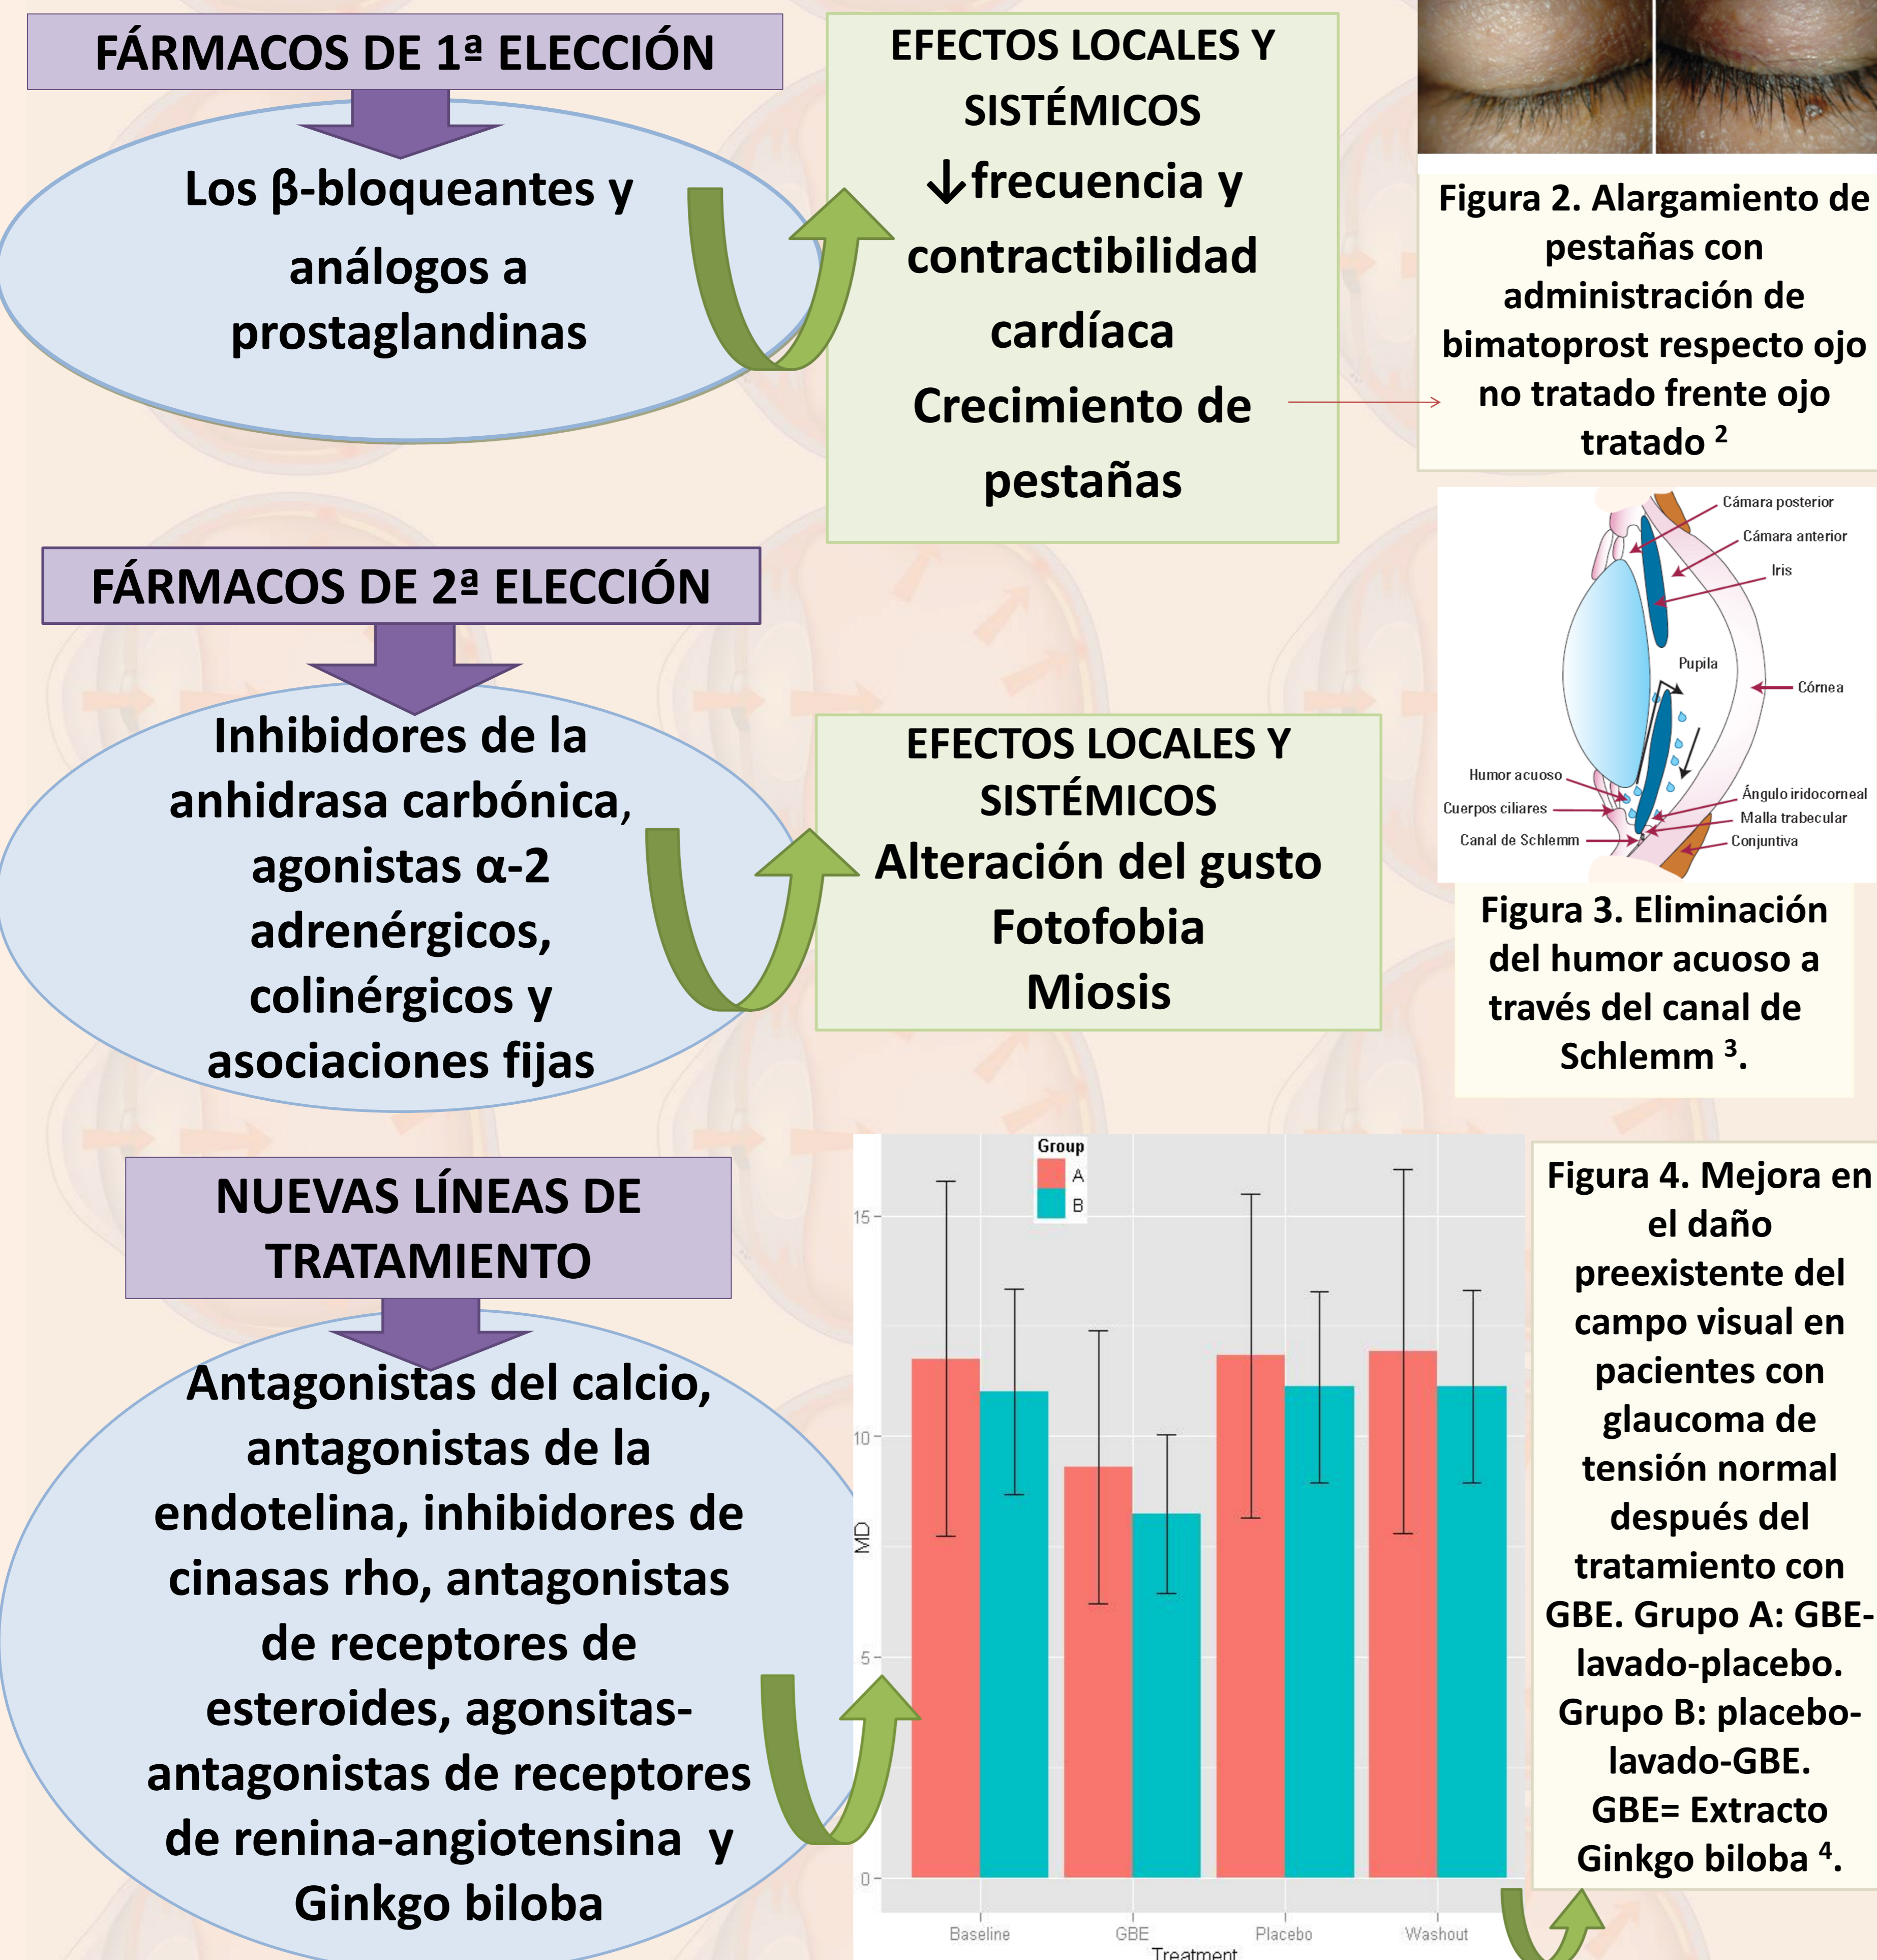 FÁRMACOS DE 1ª ELECCIÓN
Los β-bloqueantes y
análogos a
prostaglandinas
EFECTOS LOCALES Y
SISTÉMICOS
↓frecuencia y
contractibilidad
cardíaca
Crecimiento de
pestañas
Figura 2. Alargamiento de
pestañas con
administración de
bimatoprost respecto ojo
no tratado frente ojo
tratado ²
FÁRMACOS DE 2ª ELECCIÓN
Inhibidores de la
anhidrasa carbónica,
agonistas α-2
adrenérgicos,
colinérgicos y
asociaciones fijas
EFECTOS LOCALES Y
SISTÉMICOS
Alteración del gusto
Fotofobia
Miosis
Cámara posterior
Cámara anterior
Iris
Pupila
Córnea
Humor acuoso
Cuerpos ciliares
Canal de Schlemm
Ángulo iridocorneal
Malla trabecular
Conjuntiva
Figura 3. Eliminación
del humor acuoso a
través del canal de
Schlemm ³.
NUEVAS LÍNEAS DE
TRATAMIENTO
Antagonistas del calcio,
antagonistas de la
endotelina, inhibidores de
cinasas rho, antagonistas
de receptores de
esteroides, agonsitas-
antagonistas de receptores
de renina-angiotensina y
Ginkgo biloba
Group
A
B
15
10
5
0
MD
Baseline
GBE
Placebo
Washout
Treatment
Figura 4. Mejora en
el daño
preexistente del
campo visual en
pacientes con
glaucoma de
tensión normal
después del
tratamiento con
GBE. Grupo A: GBE-
lavado-placebo.
Grupo B: placebo-
lavado-GBE.
GBE= Extracto
Ginkgo biloba ⁴.